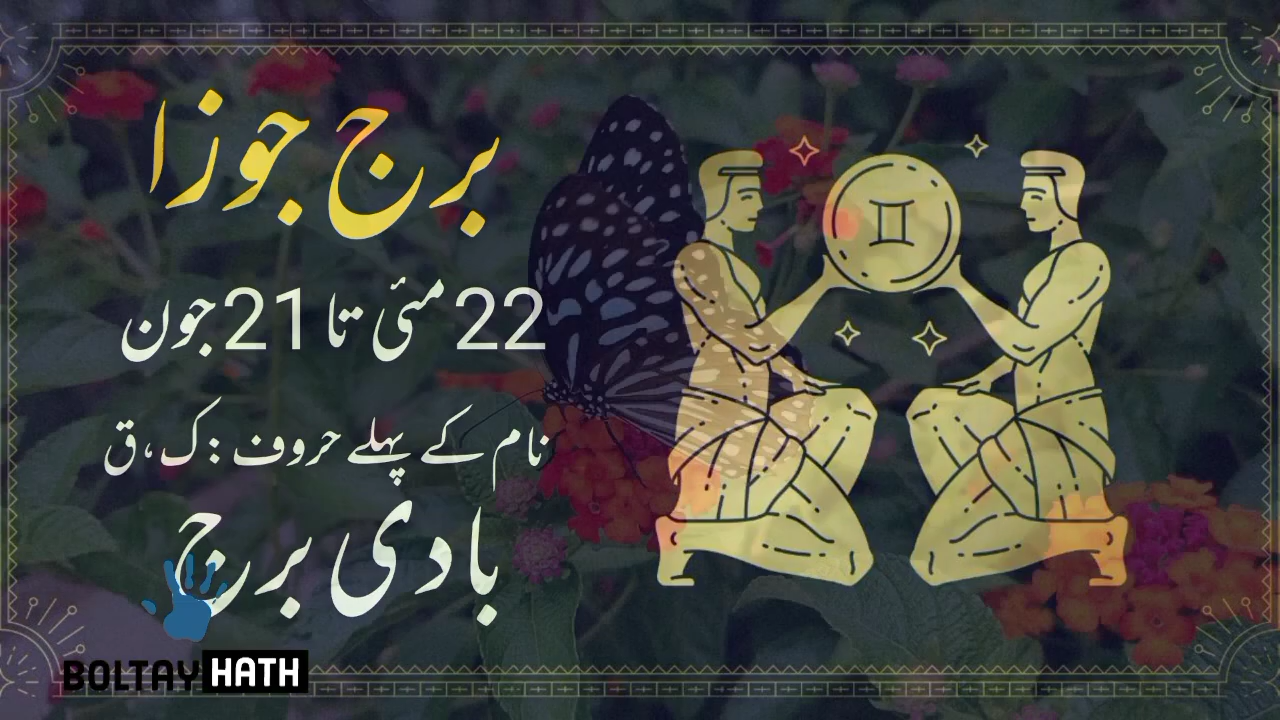 برج جوزا
22 مئی تا 21 جون
نام کے پہلے حروف : ک، ق
بادی برج
BOLTAY HATH